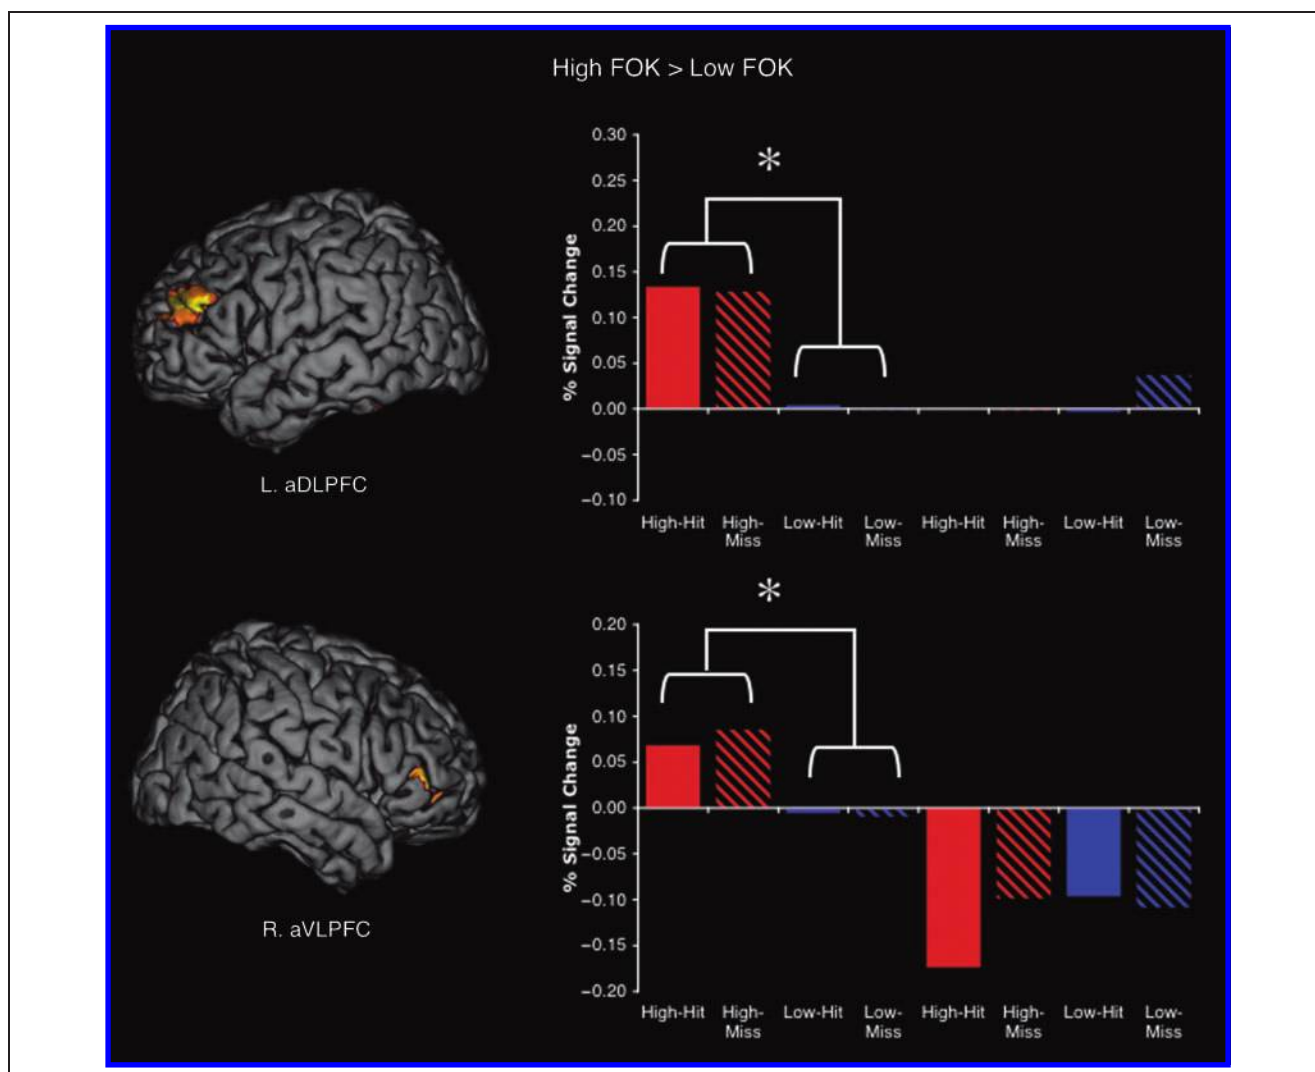 High FOK > Low FOK
0.30
0.25
0.20
0.15
0.10
0.05
0.00
−0.05
−0.10
% Signal Change
*
High-Hit
High-
Miss
Low-Hit
Low-
Miss
High-Hit
High-
Miss
Low-Hit
Low-
Miss
L. aDLPFC
0.20
0.15
0.10
0.05
0.00
−0.05
−0.10
−0.15
−0.20
% Signal Change
*
High-Hit
High-
Miss
Low-Hit
Low-
Miss
High-Hit
High-
Miss
Low-Hit
Low-
Miss
R. aVLPFC